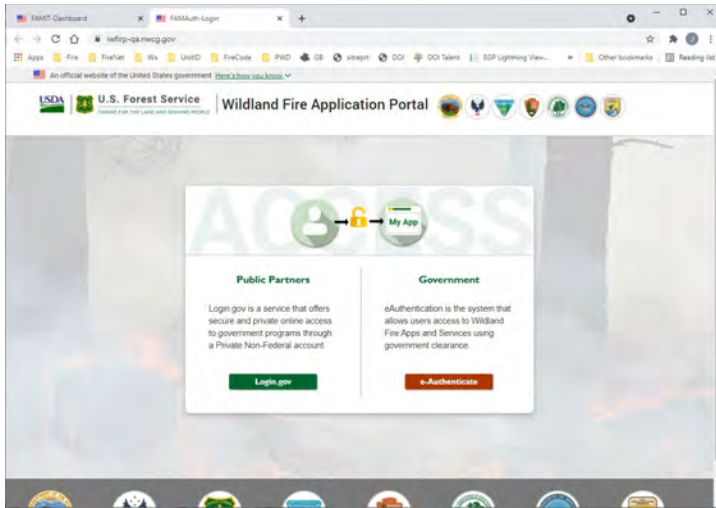 FAMIT-Dashboard
FAMAuth-Login
iwfirp-qa.nwcg.gov
Apps Fire FireNet Wx UnitID FireCode PWD GB sitreprt DOI DOI Talent EGP Lightning View... Other bookmarks Reading list
An official website of the United States government Here's how you know
USDA U.S. Forest Service
CARING FOR THE LAND AND SERVING PEOPLE
Wildland Fire Application Portal
ACCESS
My App
Public Partners
Login.gov is a service that offers
secure and private online access
to government programs through
a Private Non-Federal account.
Login.gov
Government
eAuthentication is the system that
allows users access to Wildland
Fire Apps and Services using
government clearance.
e-Authenticate